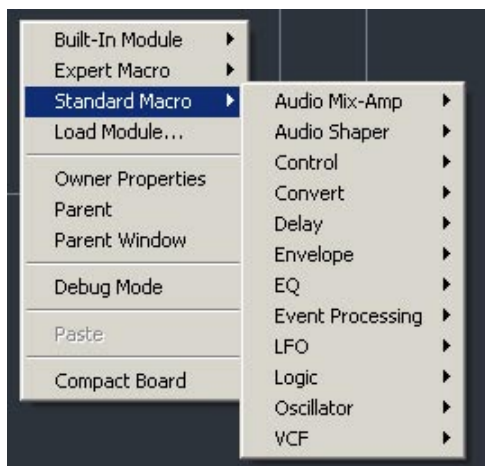 Built-In Module
Expert Macro
Standard Macro
Load Module...
Owner Properties
Parent
Parent Window
Debug Mode
Paste
Compact Board
Audio Mix-Amp
Audio Shaper
Control
Convert
Delay
Envelope
EQ
Event Processing
LFO
Logic
Oscillator
VCF